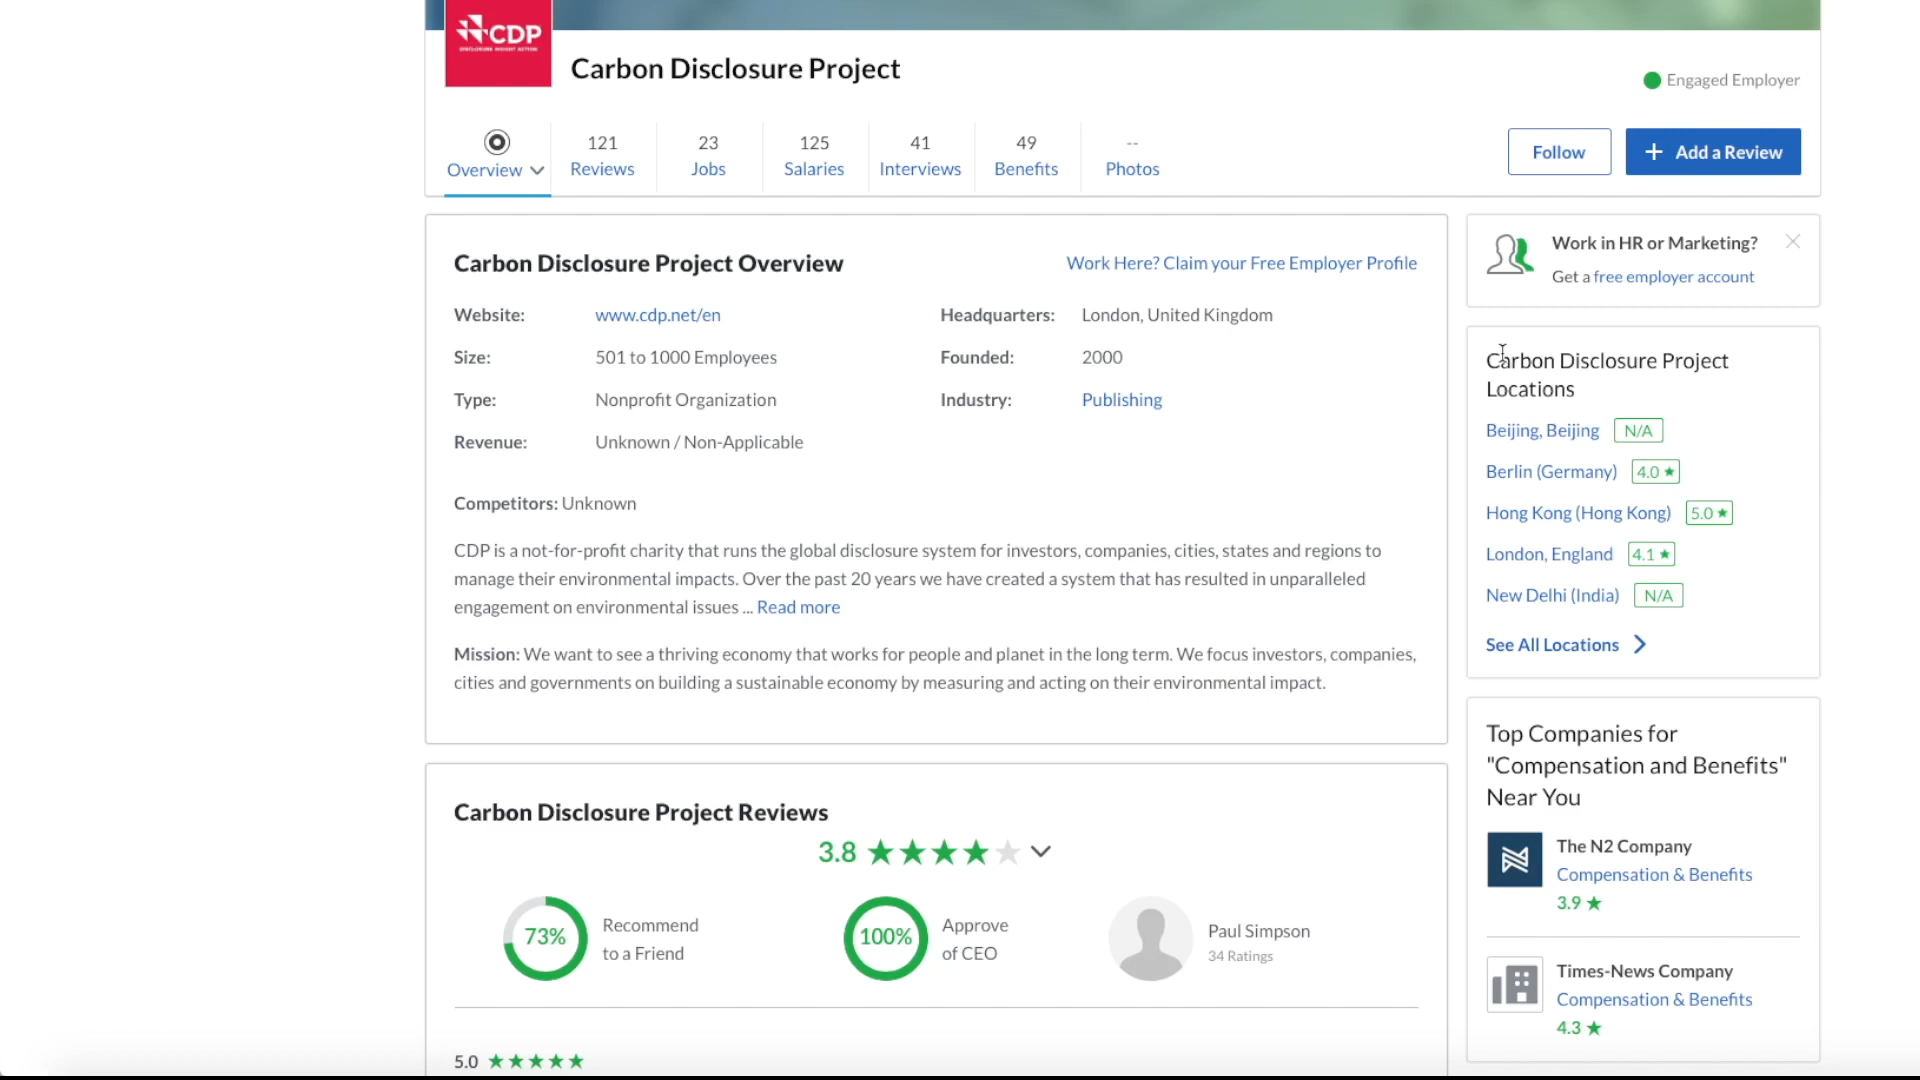 CDP
DISCLOSURE INSIGHT ACTION
Carbon Disclosure Project
Engaged Employer
Overview
121
Reviews
23
Jobs
125
Salaries
41
Interviews
49
Benefits
--
Photos
Follow
+ Add a Review
Carbon Disclosure Project Overview
Work Here? Claim your Free Employer Profile
Website: www.cdp.net/en
Headquarters: London, United Kingdom
Size: 501 to 1000 Employees
Founded: 2000
Type: Nonprofit Organization
Industry: Publishing
Revenue: Unknown / Non-Applicable
Competitors: Unknown
CDP is a not-for-profit charity that runs the global disclosure system for investors, companies, cities, states and regions to
manage their environmental impacts. Over the past 20 years we have created a system that has resulted in unparalleled
engagement on environmental issues ... Read more
Mission: We want to see a thriving economy that works for people and planet in the long term. We focus investors, companies,
cities and governments on building a sustainable economy by measuring and acting on their environmental impact.
Carbon Disclosure Project Reviews
3.8 ★★★★★
73%
Recommend
to a Friend
100%
Approve
of CEO
Paul Simpson
34 Ratings
5.0 ★★★★★
Work in HR or Marketing?
Get a free employer account
Carbon Disclosure Project
Locations
Beijing, Beijing N/A
Berlin (Germany) 4.0 ★
Hong Kong (Hong Kong) 5.0 ★
London, England 4.1 ★
New Delhi (India) N/A
See All Locations
Top Companies for
"Compensation and Benefits"
Near You
The N2 Company
Compensation & Benefits
3.9 ★
Times-News Company
Compensation & Benefits
4.3 ★